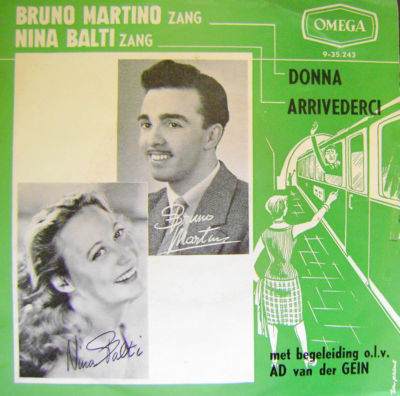 BRUNO MARTINO ZANG
NINA BALTI ZANG
OMEGA
9-35.243
DONNA
ARRIVEDERCI
Bruno
Martino
Nina Balti
met begeleiding o.l.v.
AD van der GEIN